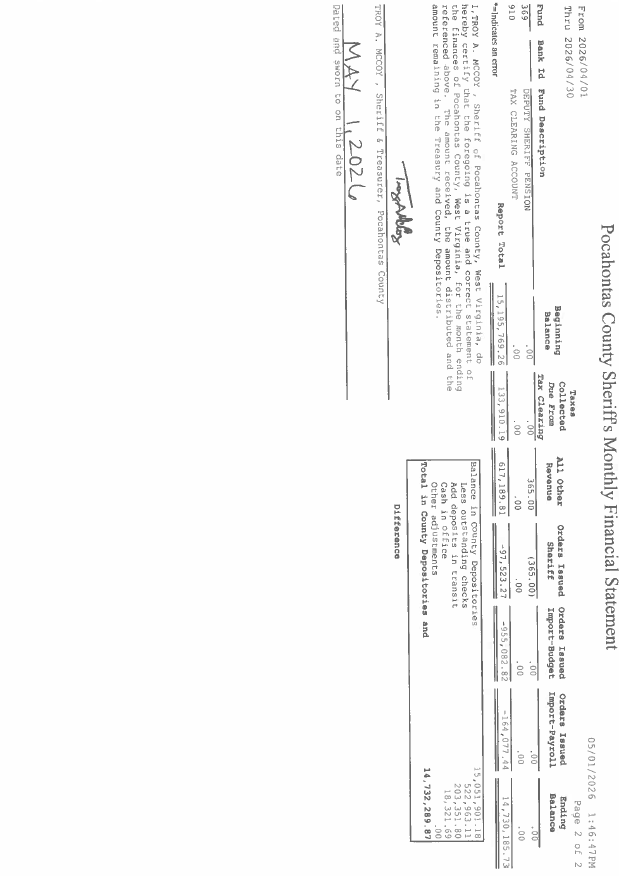 Pocahontas County Sheriff's Monthly Financial Statement
05/01/2026 1:46:47PM
Page 2 of 2
From 2026/04/01
Thru 2026/04/30
Fund Bank Id Fund Description Beginning Balance Taxes Collected Due From Tax Clearing All Other Revenue Orders Issued Sheriff Orders Issued Import-Budget Orders Issued Import-Payroll Ending Balance
369 DEPUTY SHERIFF PENSION .00 .00 365.00 (365.00) .00 .00 .00
910 TAX CLEARING ACCOUNT .00 .00 .00 .00 .00 .00 .00
Report Total 15,195,769.26 133,910.19 617,189.81 -97,523.27 -955,082.82 -164,077.44 14,730,185.73
*=Indicates an error
I, TROY A. MCCOY , Sheriff of Pocahontas County, West Virginia, do
hereby certify that the foregoing is a true and correct statement of
the finances of Pocahontas County, West Virginia, for the month ending
referenced above. The amount received, the amount distributed and the
amount remaining in the Treasury and County Depositories.
Balance in County Depositories 15,051,901.18
Less outstanding checks 522,963.11
Add deposits in transit 203,351.80
Cash in office 18,321.69
Other adjustments .00
Total in County Depositories and 14,732,289.87
Difference
TROY A. MCCOY , Sheriff & Treasurer, Pocahontas County
MAY 1, 2026
Dated and sworn to on this date